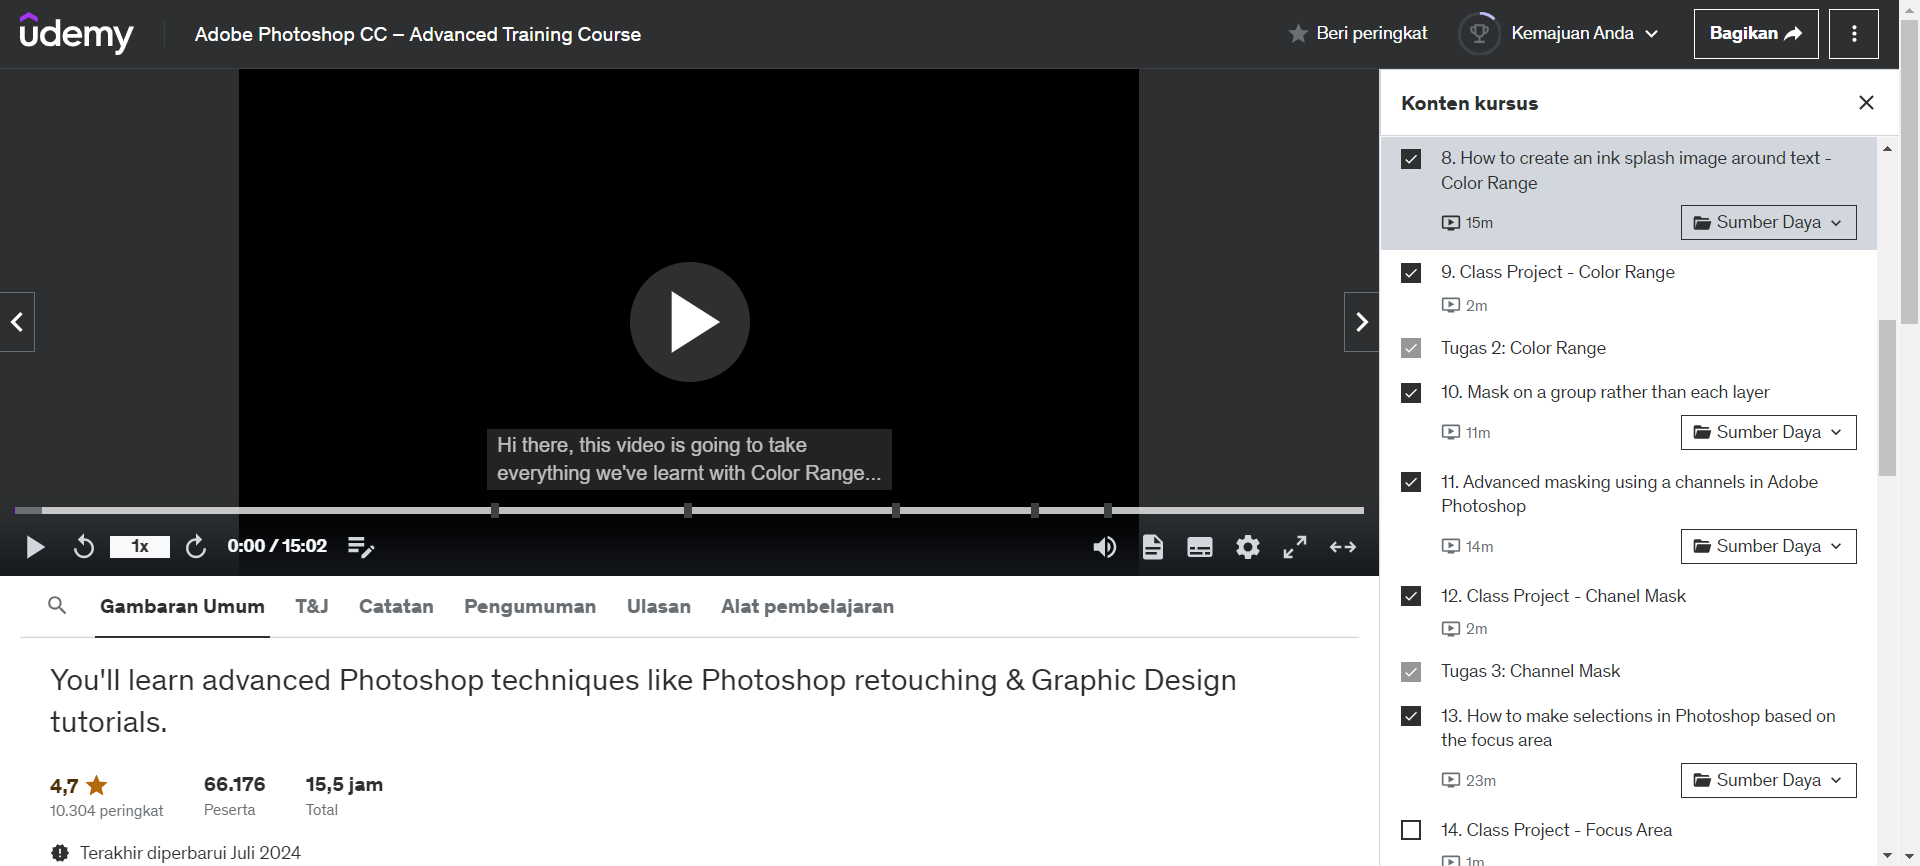 udemy
Adobe Photoshop CC – Advanced Training Course
Beri peringkat
Kemajuan Anda
Bagikan
Hi there, this video is going to take
everything we've learnt with Color Range...
1x
0:00 / 15:02
Konten kursus
8. How to create an ink splash image around text -
Color Range
15m
Sumber Daya
9. Class Project - Color Range
2m
Tugas 2: Color Range
10. Mask on a group rather than each layer
11m
Sumber Daya
11. Advanced masking using a channels in Adobe
Photoshop
14m
Sumber Daya
12. Class Project - Chanel Mask
2m
Tugas 3: Channel Mask
13. How to make selections in Photoshop based on
the focus area
23m
Sumber Daya
14. Class Project - Focus Area
1m
Gambaran Umum
T&J
Catatan
Pengumuman
Ulasan
Alat pembelajaran
You'll learn advanced Photoshop techniques like Photoshop retouching & Graphic Design
tutorials.
4,7
10.304 peringkat
66.176
Peserta
15,5 jam
Total
Terakhir diperbarui Juli 2024